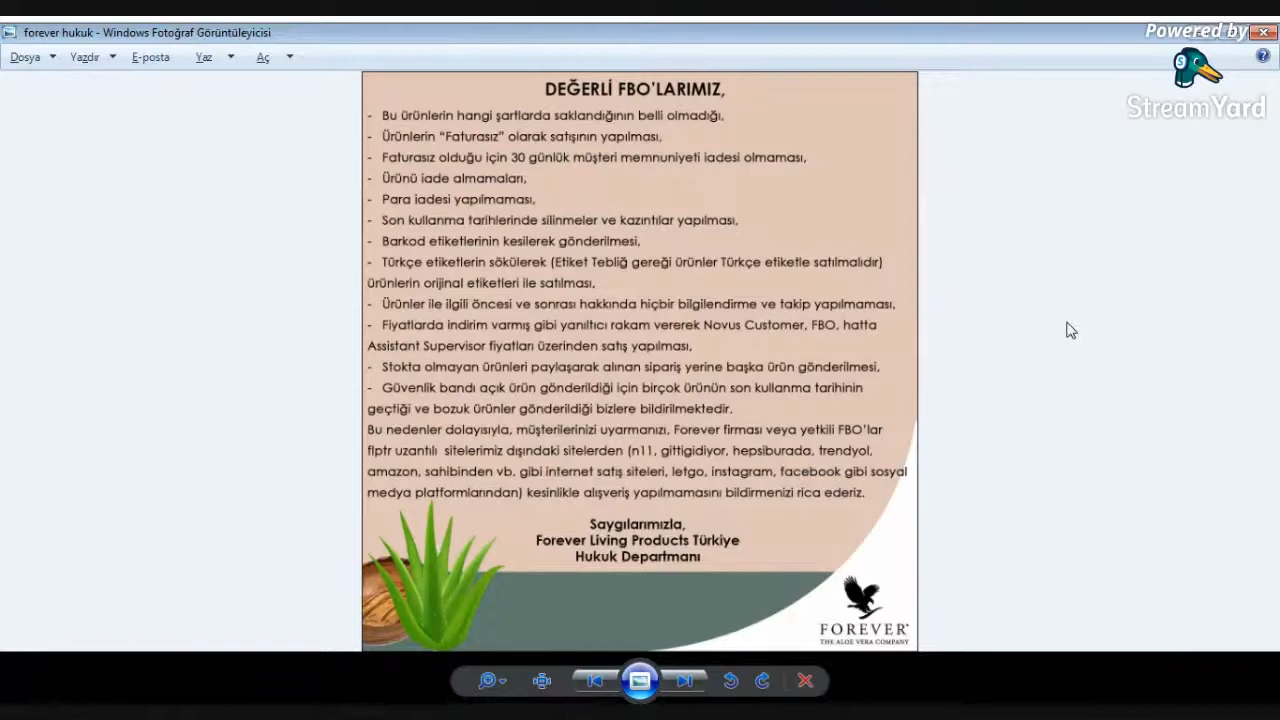 forever hukuk - Windows Fotoğraf Görüntüleyicisi
Powered by
Dosya Yazdır E-posta Yaz Aç
StreamYard
DEĞERLİ FBO'LARIMIZ,
- Bu ürünlerin hangi şartlarda saklandığının belli olmadığı,
- Ürünlerin “Faturasız” olarak satışının yapılması,
- Faturasız olduğu için 30 günlük müşteri memnuniyeti iadesi olmaması,
- Ürünü iade almamaları,
- Para iadesi yapılmaması,
- Son kullanma tarihlerinde silinmeler ve kazıntılar yapılması,
- Barkod etiketlerinin kesilerek gönderilmesi,
- Türkçe etiketlerin sökülerek (Etiket Tebliğ gereği ürünler Türkçe etiketle satılmalıdır)
ürünlerin orijinal etiketleri ile satılması,
- Ürünler ile ilgili öncesi ve sonrası hakkında hiçbir bilgilendirme ve takip yapılmaması,
- Fiyatlarda indirim varmış gibi yanıltıcı rakam vererek Novus Customer, FBO, hatta
Assistant Supervisor fiyatları üzerinden satış yapılması,
- Stokta olmayan ürünleri paylaşarak alınan sipariş yerine başka ürün gönderilmesi,
- Güvenlik bandı açık ürün gönderildiği için birçok ürünün son kullanma tarihinin
geçtiği ve bozuk ürünler gönderildiği bizlere bildirilmektedir.
Bu nedenler dolayısıyla, müşterilerinizi uyarmanızı, Forever firması veya yetkili FBO'lar
flptr uzantılı sitelerimiz dışındaki sitelerden (n11, gittigidiyor, hepsiburada, trendyol,
amazon, sahibinden vb. gibi internet satış siteleri, letgo, instagram, facebook gibi sosyal
medya platformlarından) kesinlikle alışveriş yapılmamasını bildirmenizi rica ederiz.
Saygılarımızla,
Forever Living Products Türkiye
Hukuk Departmanı
FOREVER
THE ALOE VERA COMPANY